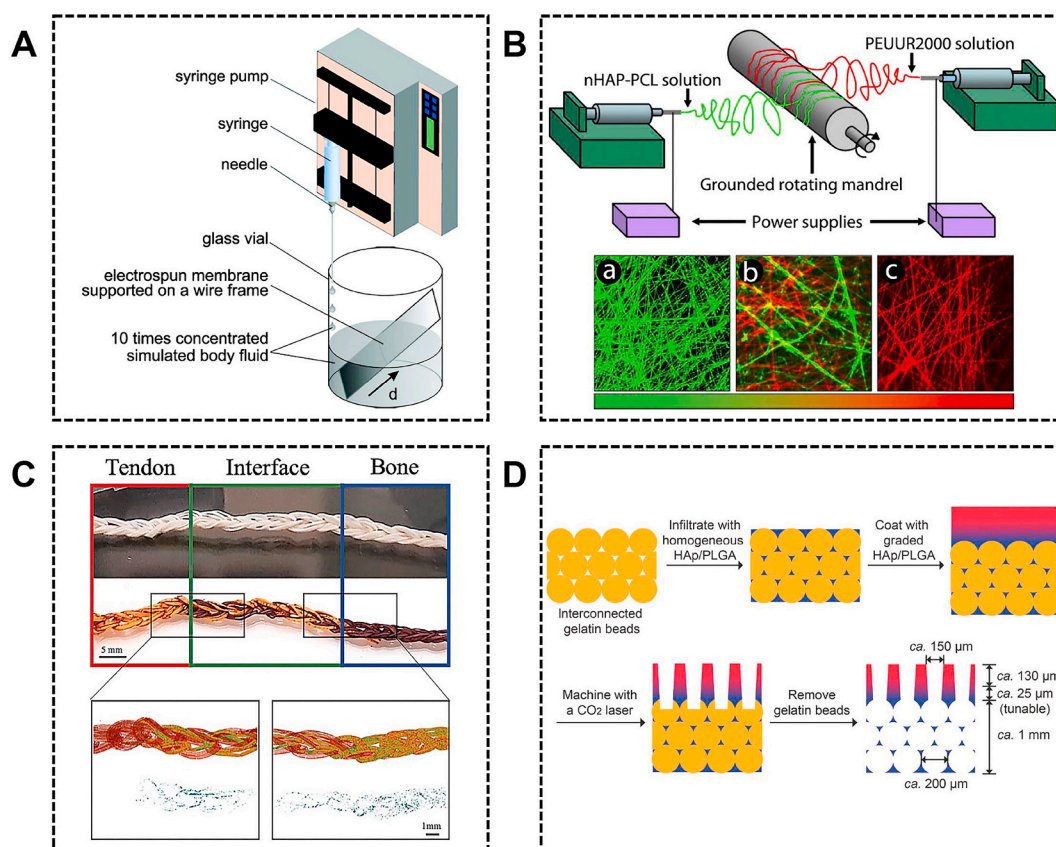 A
syringe pump
syringe
needle
glass vial
electrospun membrane
supported on a wire frame
10 times concentrated
simulated body fluid
d
B
PEUUR2000 solution
nHAP-PCL solution
Grounded rotating mandrel
Power supplies
a
b
c
C
Tendon
Interface
Bone
5 mm
1mm
D
Infiltrate with
homogeneous
HAp/PLGA
Coat with
graded
HAp/PLGA
Interconnected
gelatin beads
Machine with
a CO₂ laser
Remove
gelatin beads
ca. 150 µm
ca. 130 µm
ca. 25 µm
(tunable)
ca. 1 mm
ca. 200 µm